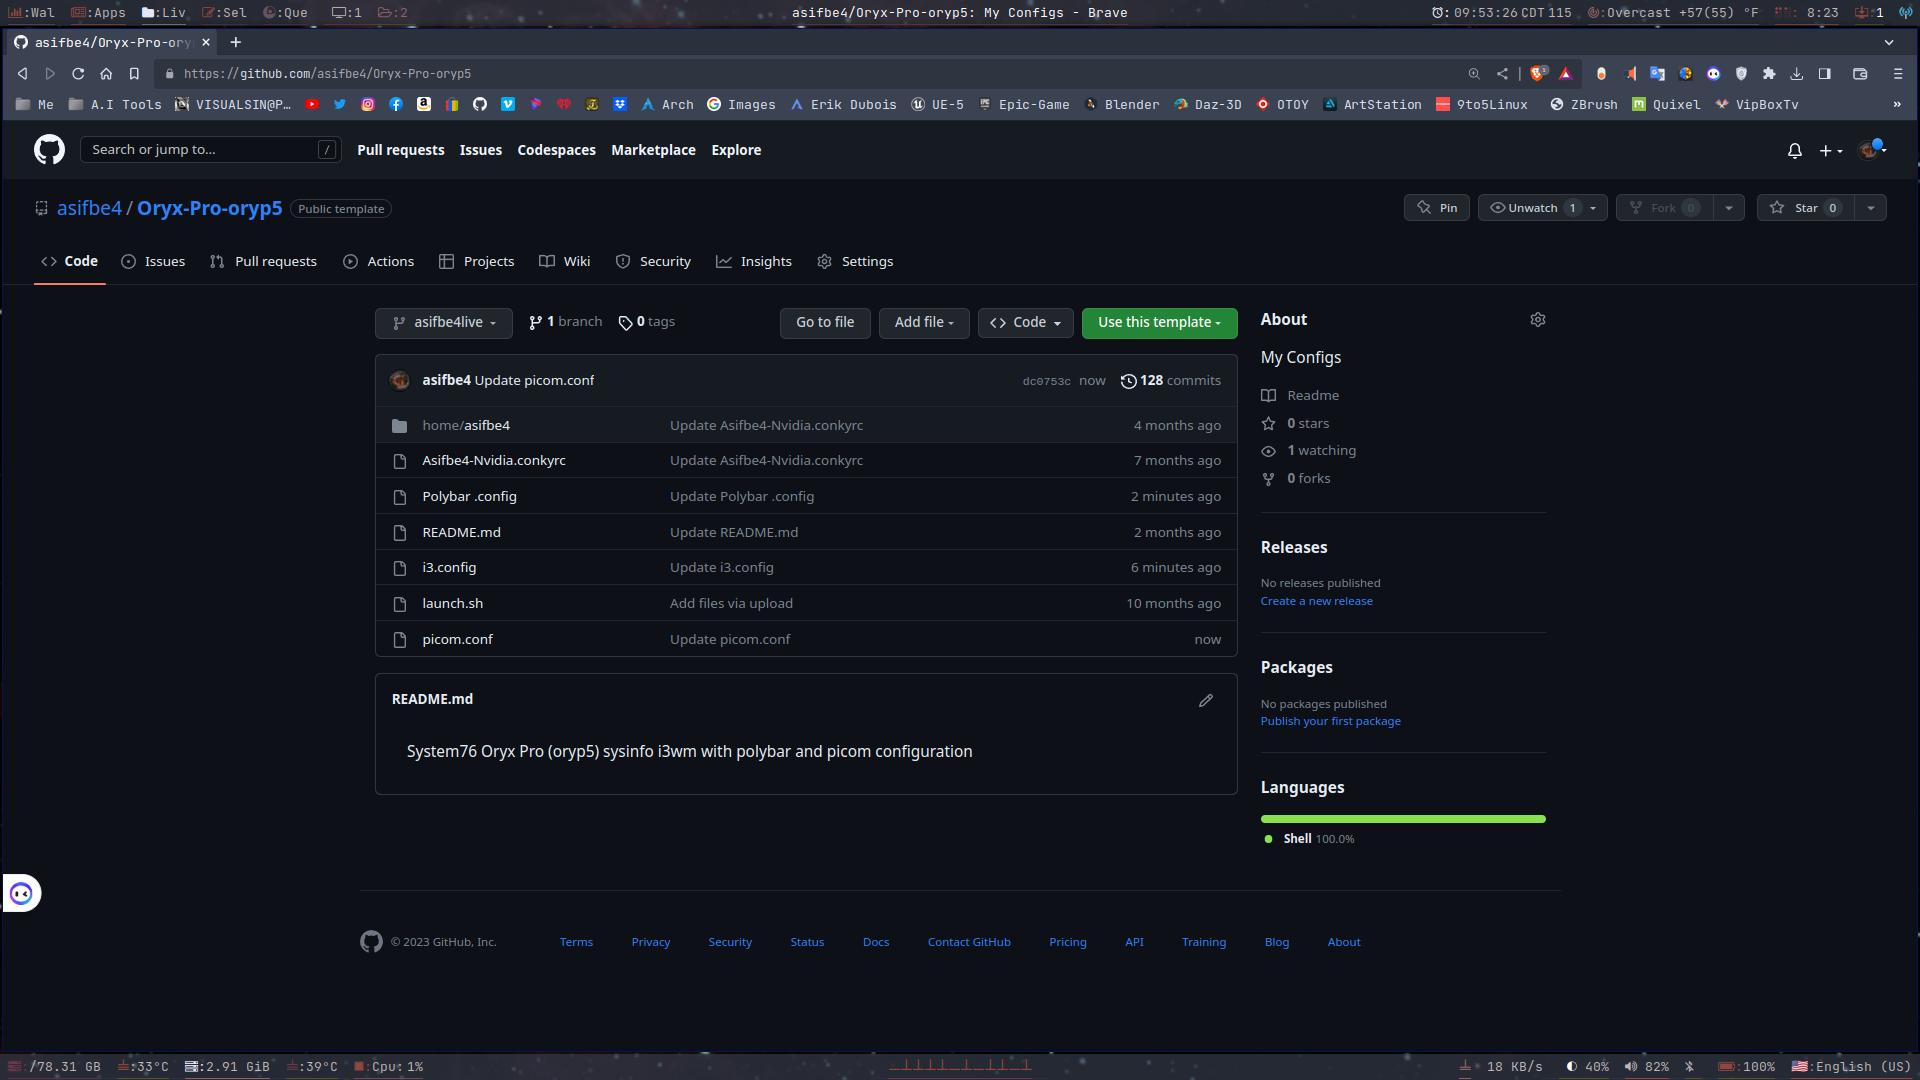 :Wal :Apps :Liv :Sel :Que :1 :2 asifbe4/Oryx-Pro-oryp5: My Configs - Brave : 09:53:26 CDT 115 :Overcast +57(55) °F : 8:23 :1
asifbe4/Oryx-Pro-ory
https://github.com/asifbe4/Oryx-Pro-oryp5
Me A.I Tools VISUALSIN@P… Arch Images Erik Dubois UE-5 Epic-Game Blender Daz-3D OTOY ArtStation 9to5Linux ZBrush Quixel VipBoxTv »
Search or jump to... / Pull requests Issues Codespaces Marketplace Explore
asifbe4 / Oryx-Pro-oryp5 Public template Pin Unwatch 1 Fork 0 Star 0
Code Issues Pull requests Actions Projects Wiki Security Insights Settings
asifbe4live 1 branch 0 tags Go to file Add file Code Use this template
asifbe4 Update picom.conf dc0753c now 128 commits
home/asifbe4 Update Asifbe4-Nvidia.conkyrc 4 months ago
Asifbe4-Nvidia.conkyrc Update Asifbe4-Nvidia.conkyrc 7 months ago
Polybar .config Update Polybar .config 2 minutes ago
README.md Update README.md 2 months ago
i3.config Update i3.config 6 minutes ago
launch.sh Add files via upload 10 months ago
picom.conf Update picom.conf now
README.md
System76 Oryx Pro (oryp5) sysinfo i3wm with polybar and picom configuration
About
My Configs
Readme
0 stars
1 watching
0 forks
Releases
No releases published
Create a new release
Packages
No packages published
Publish your first package
Languages
Shell 100.0%
© 2023 GitHub, Inc. Terms Privacy Security Status Docs Contact GitHub Pricing API Training Blog About
:/78.31 GB :33°C :2.91 GiB :39°C :Cpu: 1% 18 KB/s 40% 82% :100% :English (US)